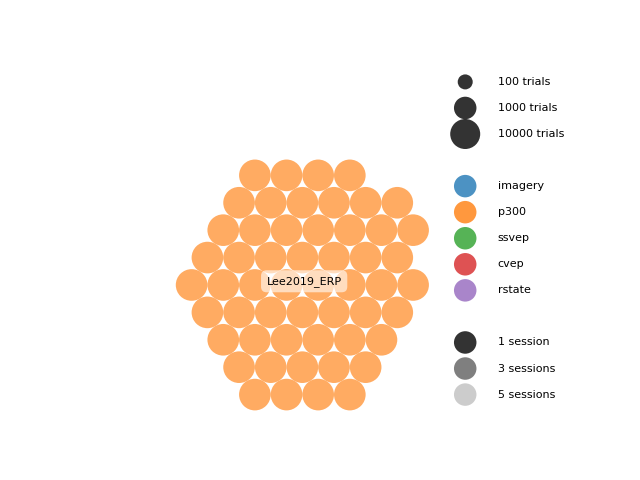 100 trials
1000 trials
10000 trials
imagery
p300
ssvep
cvep
rstate
Lee2019_ERP
1 session
3 sessions
5 sessions